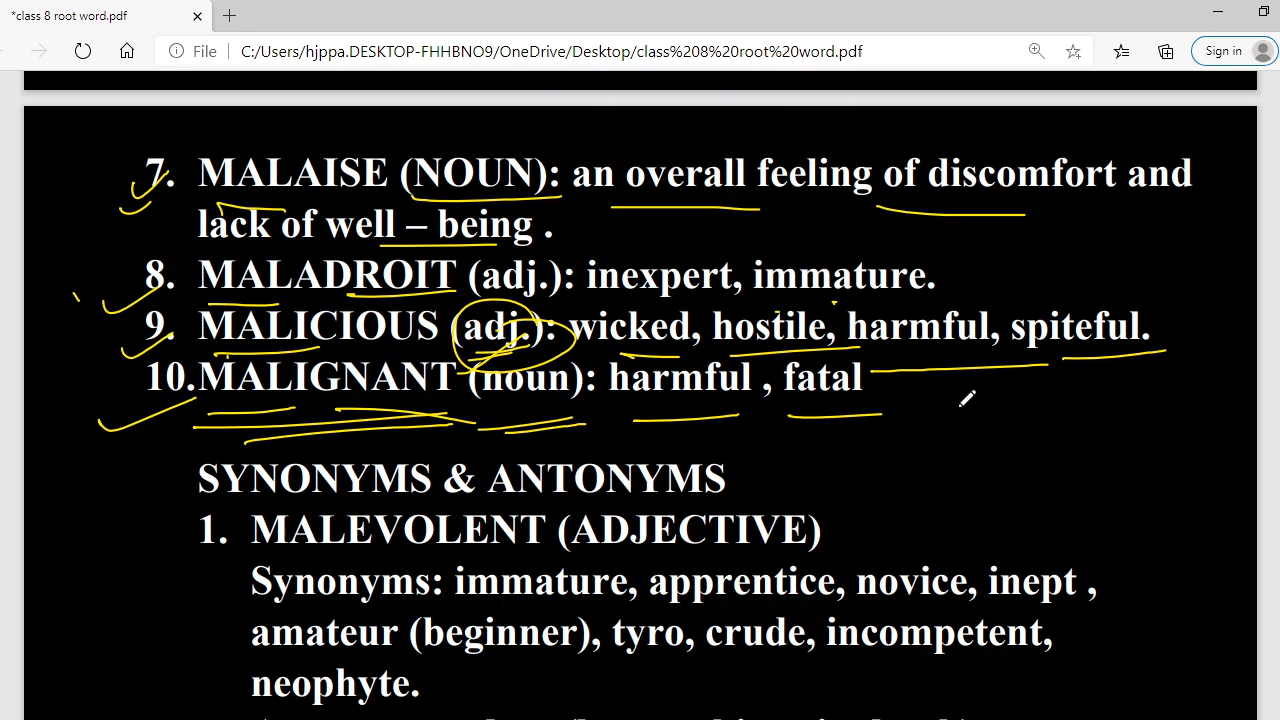 *class 8 root word.pdf
File | C:/Users/hjppa.DESKTOP-FHHBNO9/OneDrive/Desktop/class%208%20root%20word.pdf
Sign in
7. MALAISE (NOUN): an overall feeling of discomfort and
lack of well – being .
8. MALADROIT (adj.): inexpert, immature.
9. MALICIOUS (adj.): wicked, hostile, harmful, spiteful.
10.MALIGNANT (noun): harmful , fatal
SYNONYMS & ANTONYMS
1. MALEVOLENT (ADJECTIVE)
Synonyms: immature, apprentice, novice, inept ,
amateur (beginner), tyro, crude, incompetent,
neophyte.